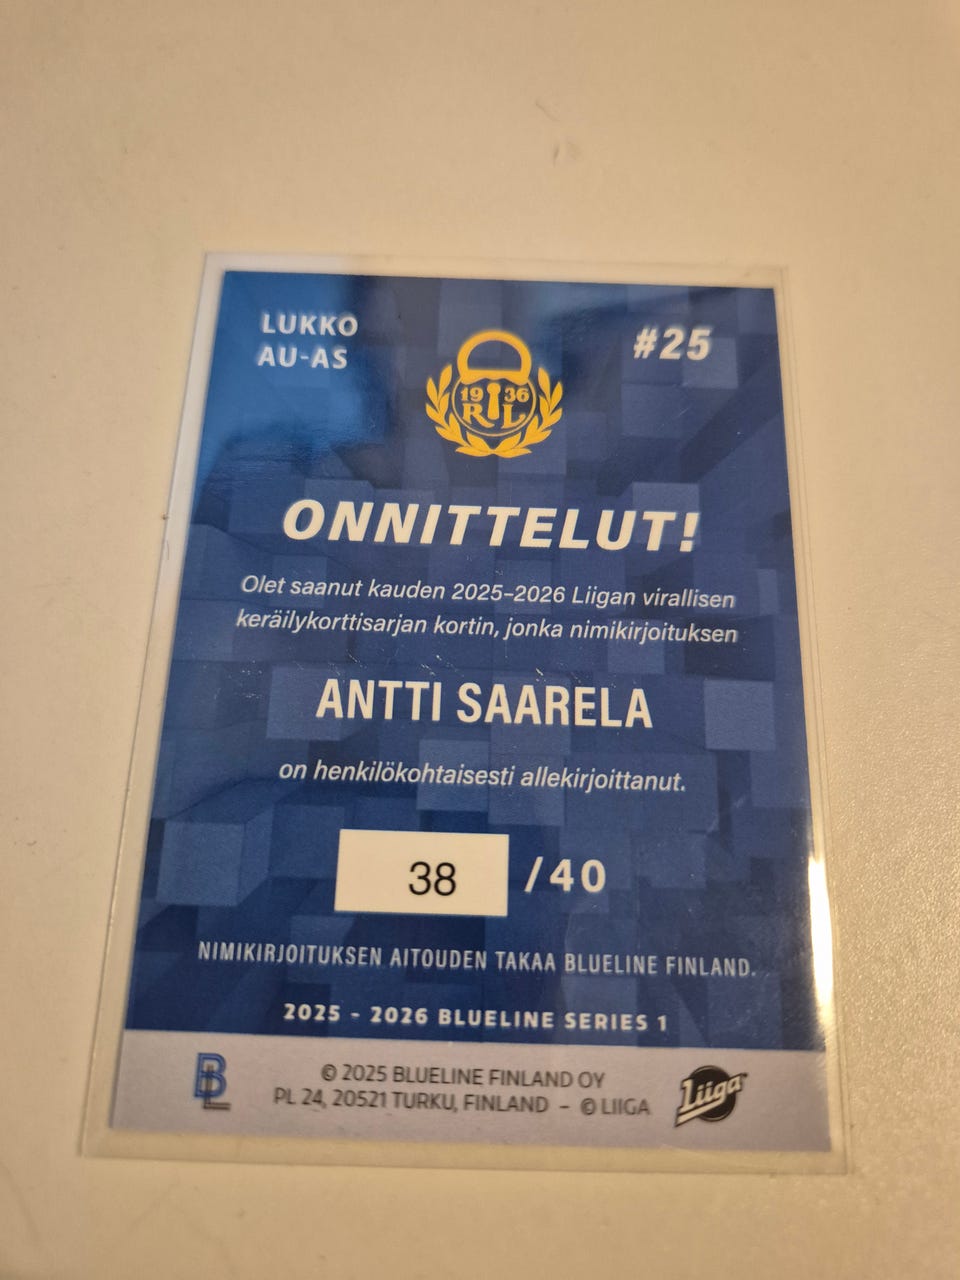 LUKKO
AU-AS
#25
19 36
R L
ONNITTELUT!
Olet saanut kauden 2025–2026 Liigan virallisen
keräilykorttisarjan kortin, jonka nimikirjoituksen
ANTTI SAARELA
on henkilökohtaisesti allekirjoittanut.
38 /40
NIMIKIRJOITUKSEN AITOUDEN TAKAA BLUELINE FINLAND.
2025 - 2026 BLUELINE SERIES 1
BL
© 2025 BLUELINE FINLAND OY
PL 24, 20521 TURKU, FINLAND – © LIIGA
Liiga